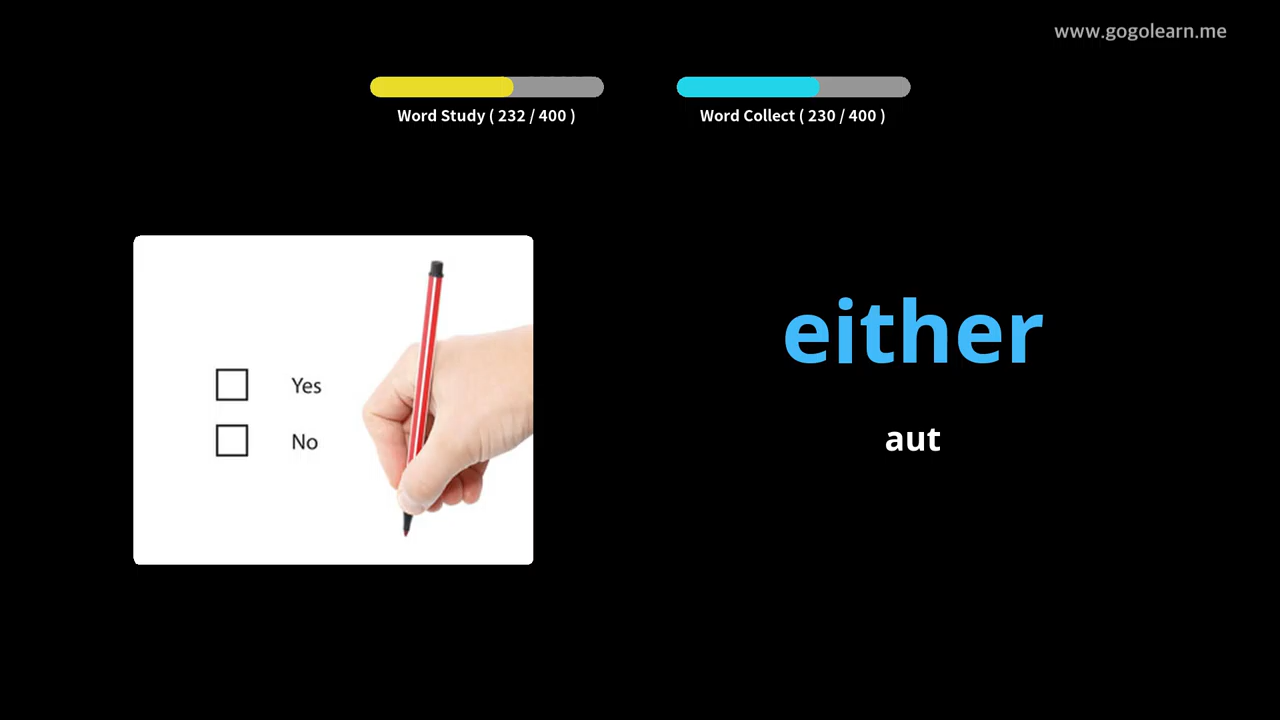 www.gogolearn.me
Word Study ( 232 / 400 )
Word Collect ( 230 / 400 )
either
aut
Yes
No